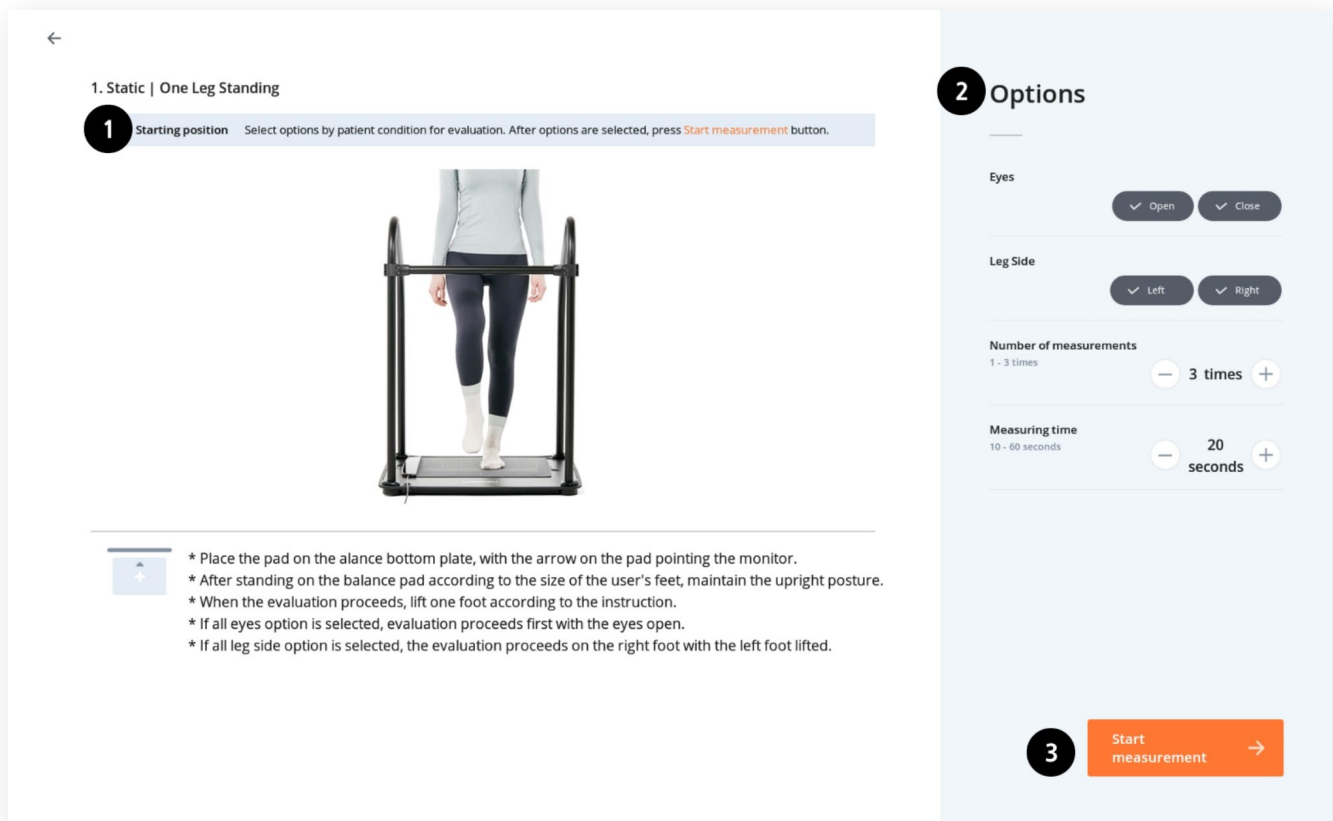 1. Static | One Leg Standing
1
Starting position Select options by patient condition for evaluation. After options are selected, press Start measurement button.
* Place the pad on the alance bottom plate, with the arrow on the pad pointing the monitor.
* After standing on the balance pad according to the size of the user's feet, maintain the upright posture.
* When the evaluation proceeds, lift one foot according to the instruction.
* If all eyes option is selected, evaluation proceeds first with the eyes open.
* If all leg side option is selected, the evaluation proceeds on the right foot with the left foot lifted.
2
Options
Eyes
Open Close
Leg Side
Left Right
Number of measurements
1 - 3 times
3 times
Measuring time
10 - 60 seconds
20
seconds
3
Start
measurement